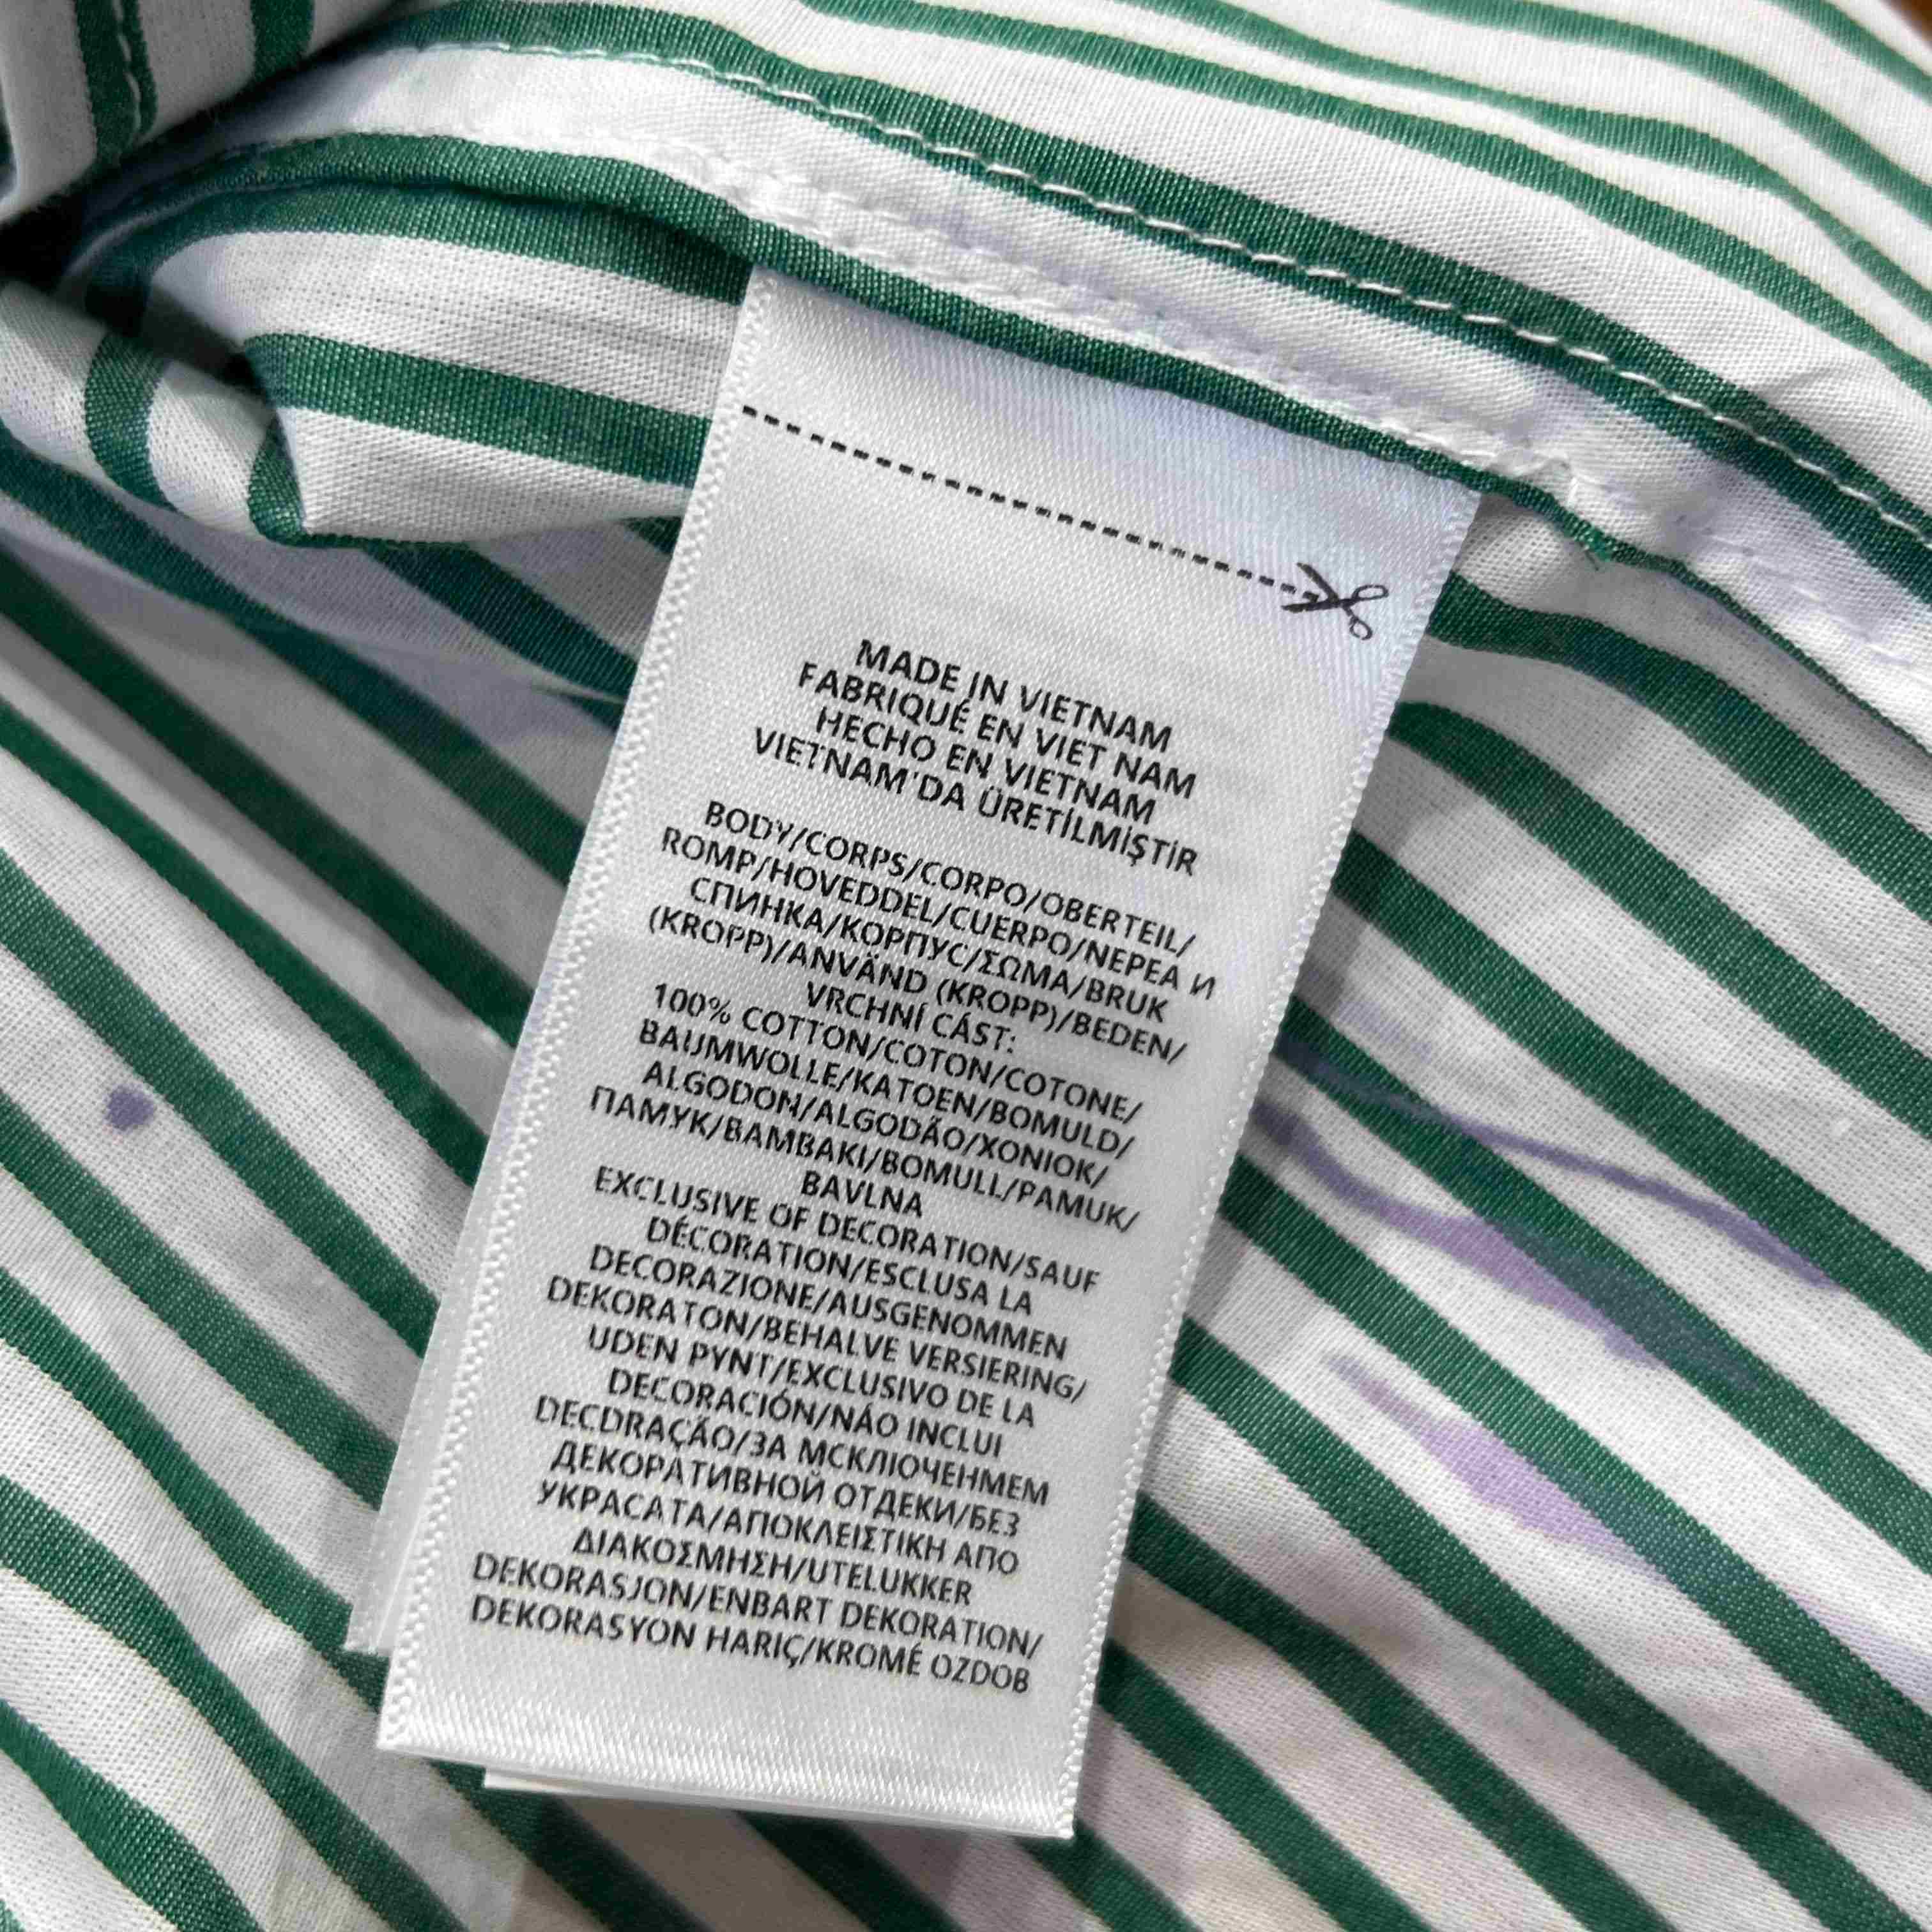 MADE IN VIETNAM
FABRIQUÉ EN VIET NAM
HECHO EN VIETNAM
VIETNAM'DA ÜRETİLMİŞTİR
BODY/CORPS/CORPO/OBERTEIL/
ROMP/HOVEDDEL/CUERPO/NEPEA И
СПИНКА/КОРПУС/ΣΩΜΑ/BRUK
(KROPP)/ANVÄND (KROPP)/BEDEN/
VRCHNÍ CÁST:
100% COTTON/COTON/COTONE/
BAUMWOLLE/KATOEN/BOMULD/
ALGODON/ALGODÃO/XONIOK/
ПАМУК/BAMBAKI/BOMULL/PAMUK/
BAVLNA
EXCLUSIVE OF DECORATION/SAUF
DÉCORATION/ESCLUSA LA
DECORAZIONE/AUSGENOMMEN
DEKORATON/BEHALVE VERSIERING/
UDEN PYNT/EXCLUSIVO DE LA
DECORACIÓN/NÁO INCLUI
DECDRAÇÃO/ЗА МСКЛЮЧЕНМЕМ
ДЕКОРАТИВНОЙ ОТДЕКИ/БЕЗ
УКРАСАТА/ΑΠΟΚΛΕΙΣΤΙΚΗ ΑΠΟ
ΔΙΑΚΟΣΜΗΣΗ/UTELUKKER
DEKORASJON/ENBART DEKORATION/
DEKORASYON HARIÇ/KROMÉ OZDOB